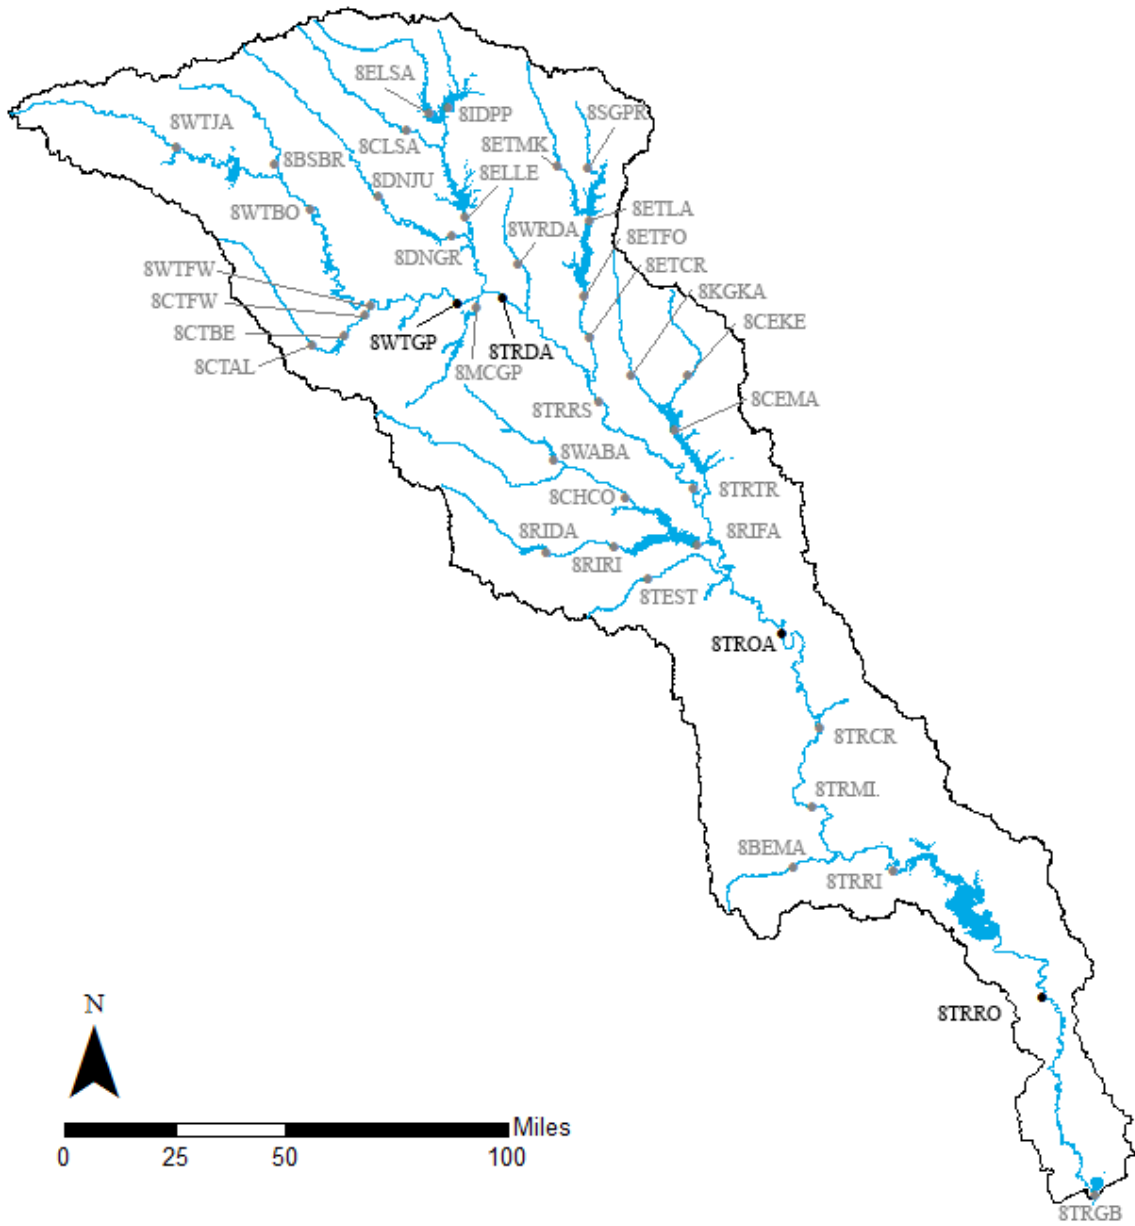 8ELSA
8IDPP
8SGPR
8WTJA
8CLSA
8ETMK
8BSBR
8DNJU
8ELLE
8WTBO
8ETLA
8WRDA
8ETFO
8DNGR
8ETCR
8WTFW
8KGKA
8CTFW
8CEKE
8CTBE
8WTGP
8TRDA
8CTAL
8MCGP
8CEMA
8TRRS
8WABA
8TRTR
8CHCO
8RIDA
8RIFA
8RIRI
8TEST
8TROA
8TRCR
8TRMI.
8BEMA
8TRRI
N
8TRRO
Miles
0 25 50 100
8TRGB